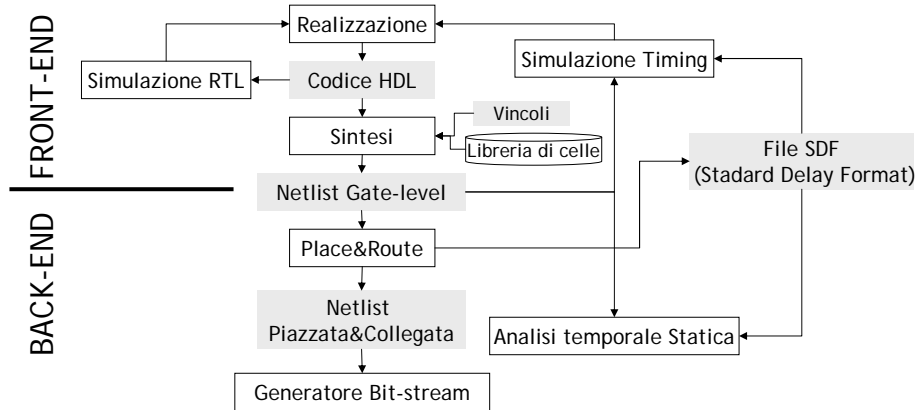 FRONT-END
Realizzazione
Simulazione RTL
Codice HDL
Simulazione Timing
Vincoli
Sintesi
Libreria di celle
File SDF
(Stadard Delay Format)
Netlist Gate-level
BACK-END
Place&Route
Netlist
Piazzata&Collegata
Analisi temporale Statica
Generatore Bit-stream